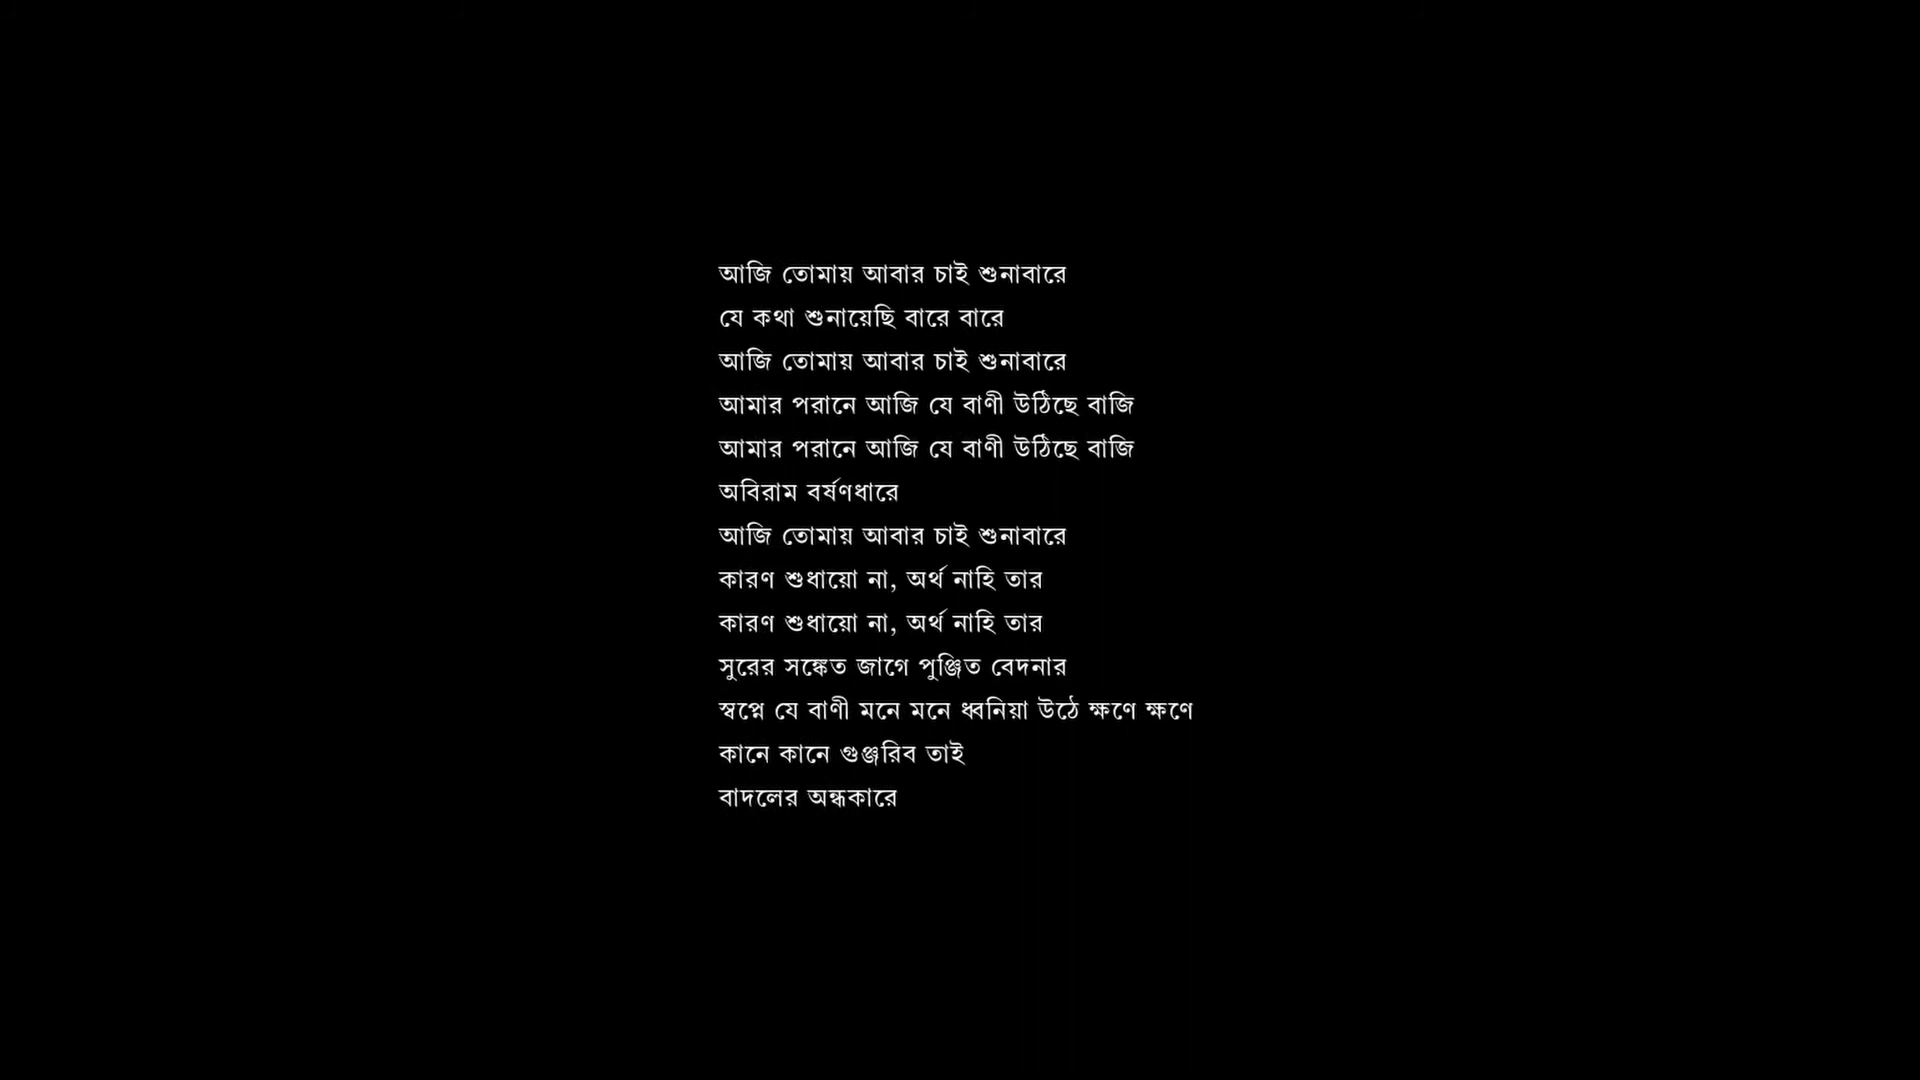 আজি তোমায় আবার চাই শুনাবারে
যে কথা শুনায়েছি বারে বারে
আজি তোমায় আবার চাই শুনাবারে
আমার পরানে আজি যে বাণী উঠিছে বাজি
আমার পরানে আজি যে বাণী উঠিছে বাজি
অবিরাম বর্ষণধারে
আজি তোমায় আবার চাই শুনাবারে
কারণ শুধায়ো না, অর্থ নাহি তার
কারণ শুধায়ো না, অর্থ নাহি তার
সুরের সঙ্কেত জাগে পুঞ্জিত বেদনার
স্বপ্নে যে বাণী মনে মনে ধ্বনিয়া উঠে ক্ষণে ক্ষণে
কানে কানে গুঞ্জরিব তাই
বাদলের অন্ধকারে